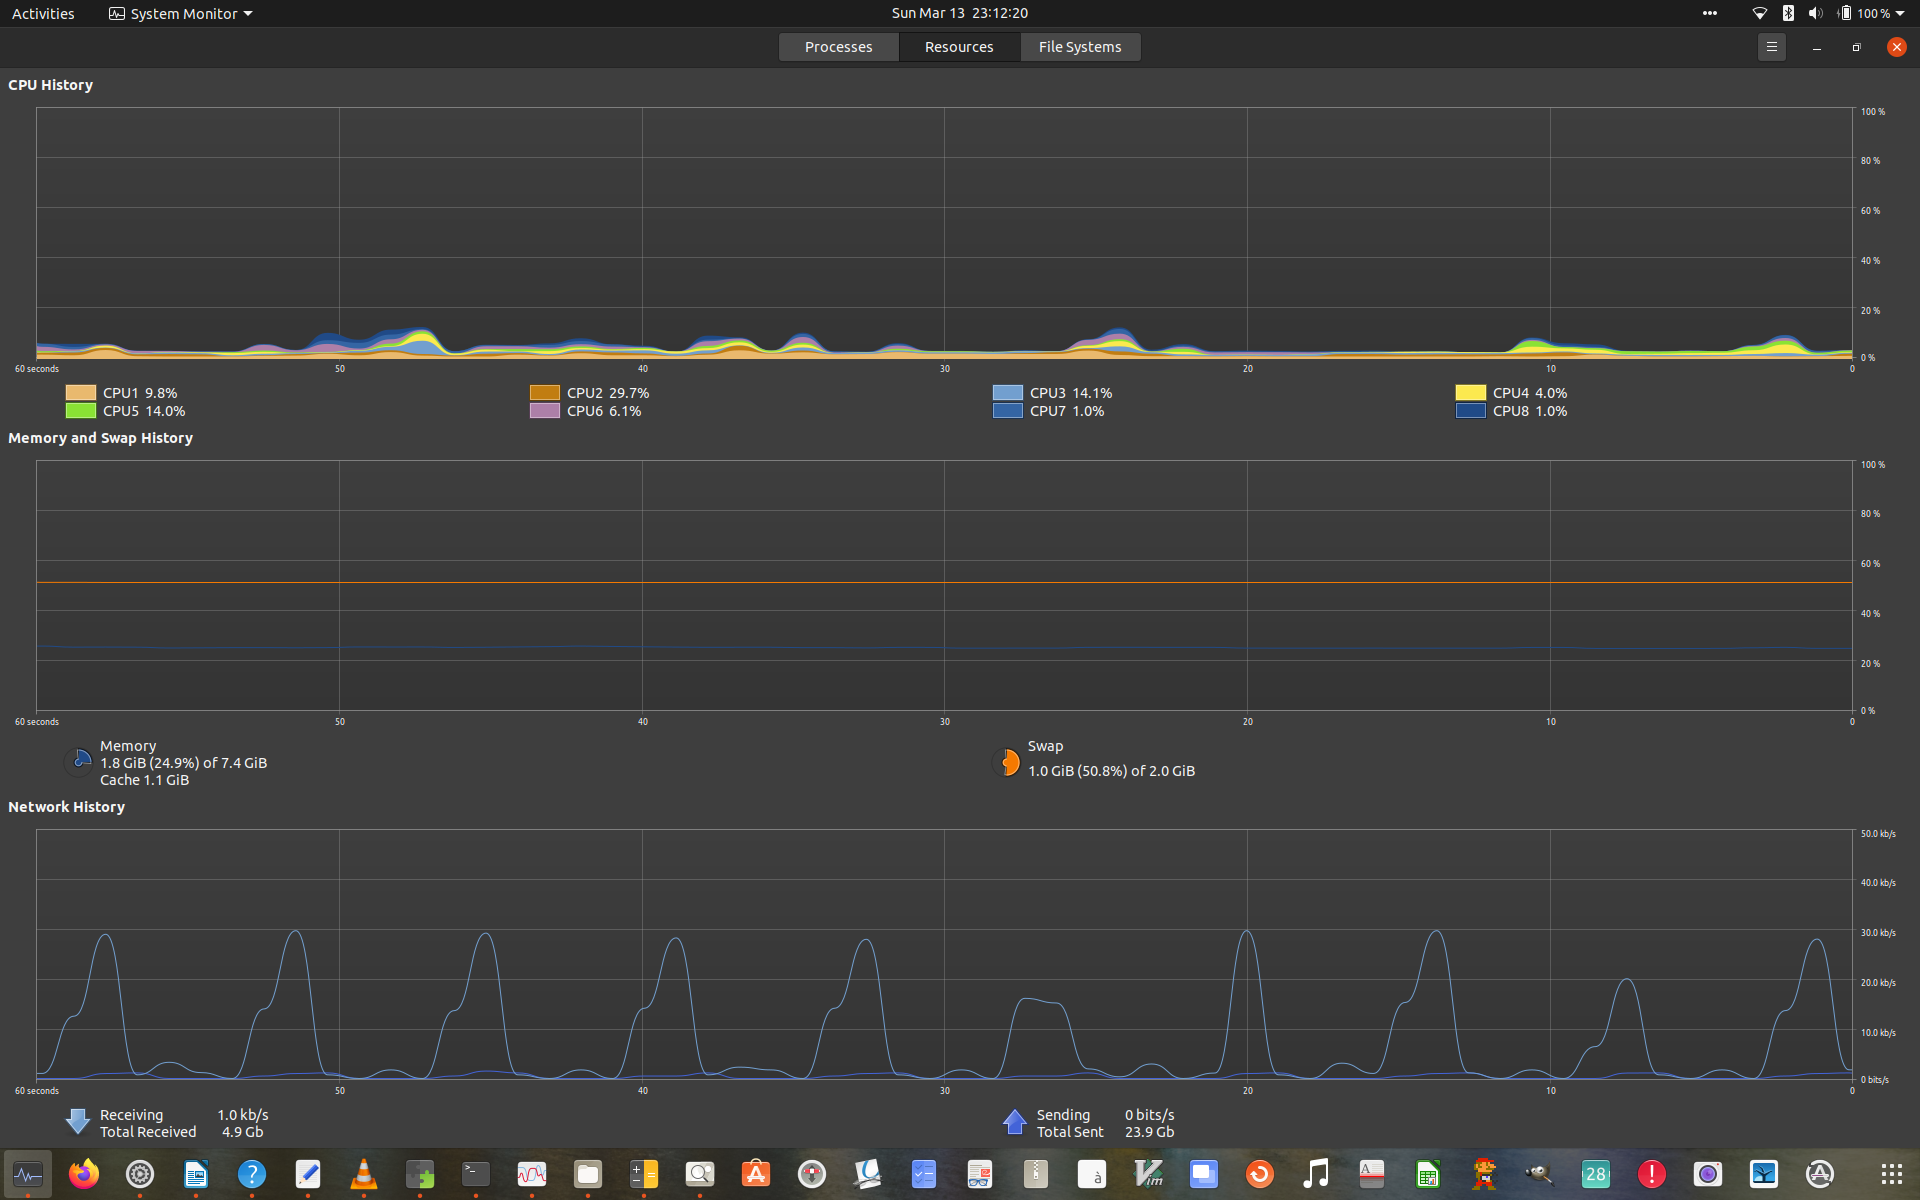 Activities System Monitor Sun Mar 13 23:12:20 100 %
Processes Resources File Systems
CPU History
100 %
80 %
60 %
40 %
20 %
0 %
60 seconds 50 40 30 20 10 0
CPU1 9.8% CPU2 29.7% CPU3 14.1% CPU4 4.0%
CPU5 14.0% CPU6 6.1% CPU7 1.0% CPU8 1.0%
Memory and Swap History
100 %
80 %
60 %
40 %
20 %
0 %
60 seconds 50 40 30 20 10 0
Memory
1.8 GiB (24.9%) of 7.4 GiB
Cache 1.1 GiB
Swap
1.0 GiB (50.8%) of 2.0 GiB
Network History
50.0 kb/s
40.0 kb/s
30.0 kb/s
20.0 kb/s
10.0 kb/s
0 bits/s
60 seconds 50 40 30 20 10 0
Receiving 1.0 kb/s
Total Received 4.9 Gb
Sending 0 bits/s
Total Sent 23.9 Gb
? >_ à Vim A 28 !